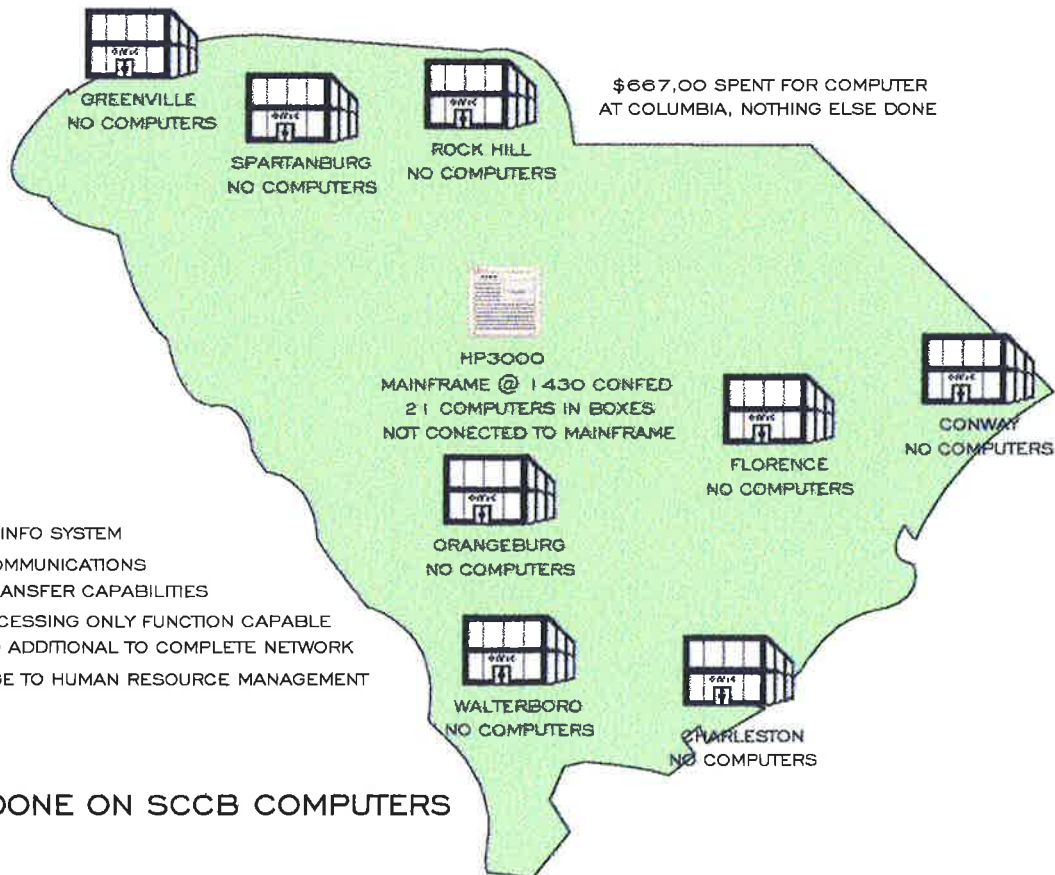 GREENVILLE
NO COMPUTERS
SPARTANBURG
NO COMPUTERS
ROCK HILL
NO COMPUTERS
$667,00 SPENT FOR COMPUTER
AT COLUMBIA, NOTHING ELSE DONE
HP3000
MAINFRAME @ 1430 CONFED
21 COMPUTERS IN BOXES
NOT CONECTED TO MAINFRAME
CONWAY
NO COMPUTERS
FLORENCE
NO COMPUTERS
ORANGEBURG
NO COMPUTERS
WALTERBORO
NO COMPUTERS
CHARLESTON
NO COMPUTERS
INFO SYSTEM
OMMUNICATIONS
ANSFER CAPABILITIES
CESSING ONLY FUNCTION CAPABLE
ADDITIONAL TO COMPLETE NETWORK
GE TO HUMAN RESOURCE MANAGEMENT
DONE ON SCCB COMPUTERS